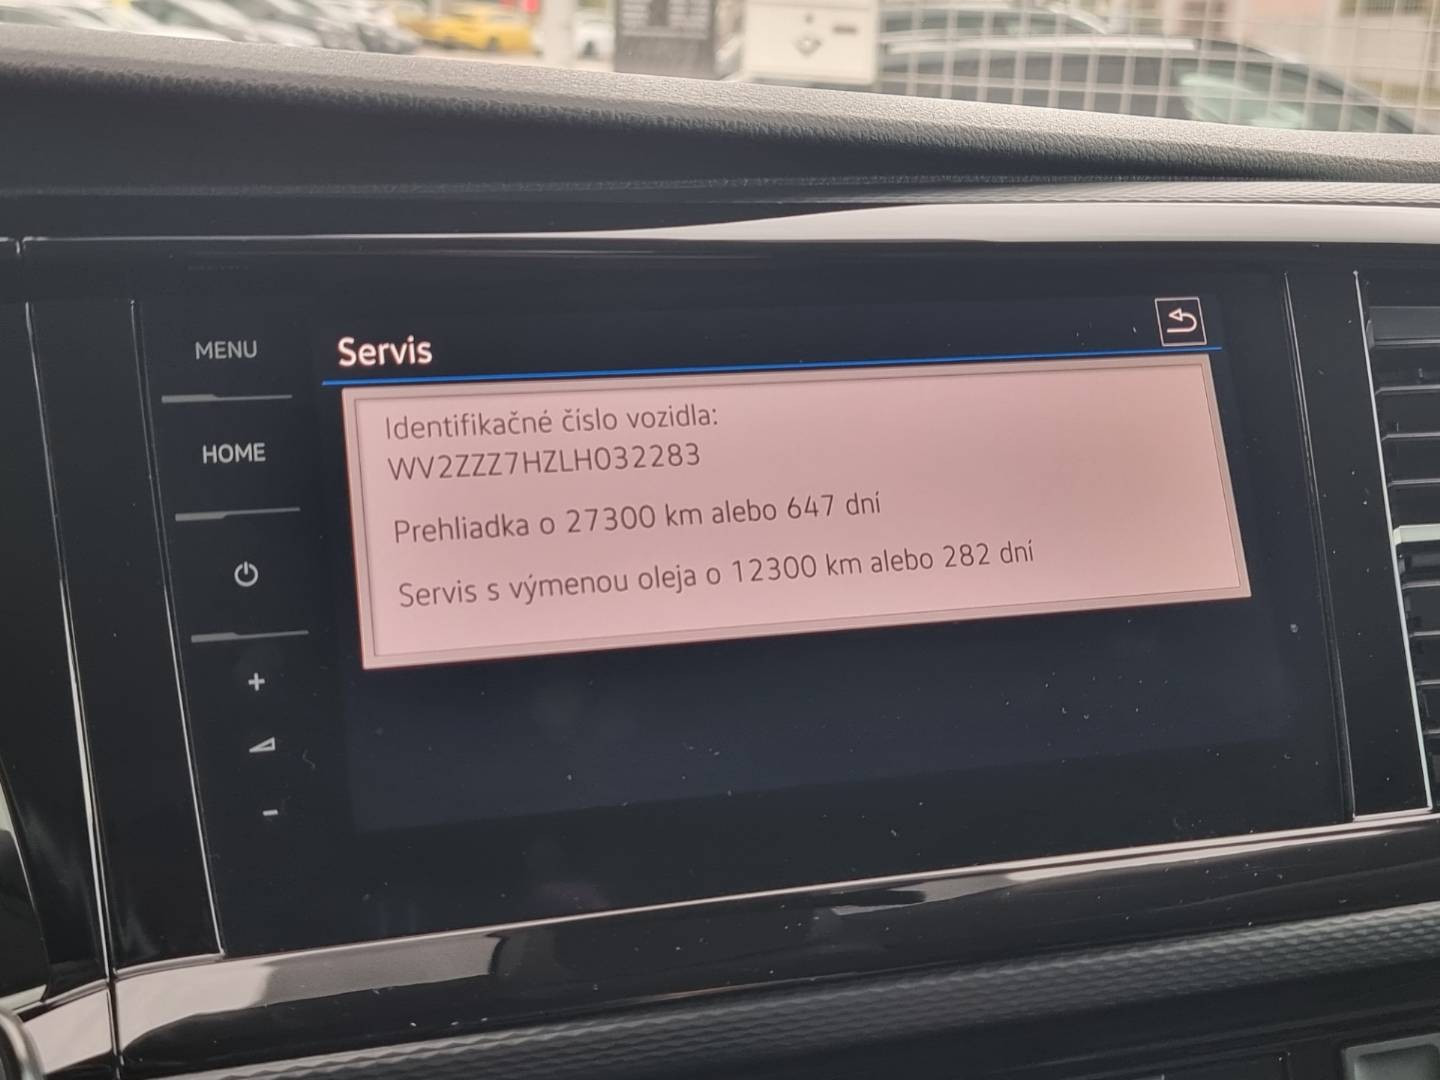 MENU
Servis
HOME
Identifikačné číslo vozidla:
WV2ZZZ7HZLH032283
Prehliadka o 27300 km alebo 647 dní
Servis s výmenou oleja o 12300 km alebo 282 dní
+
-